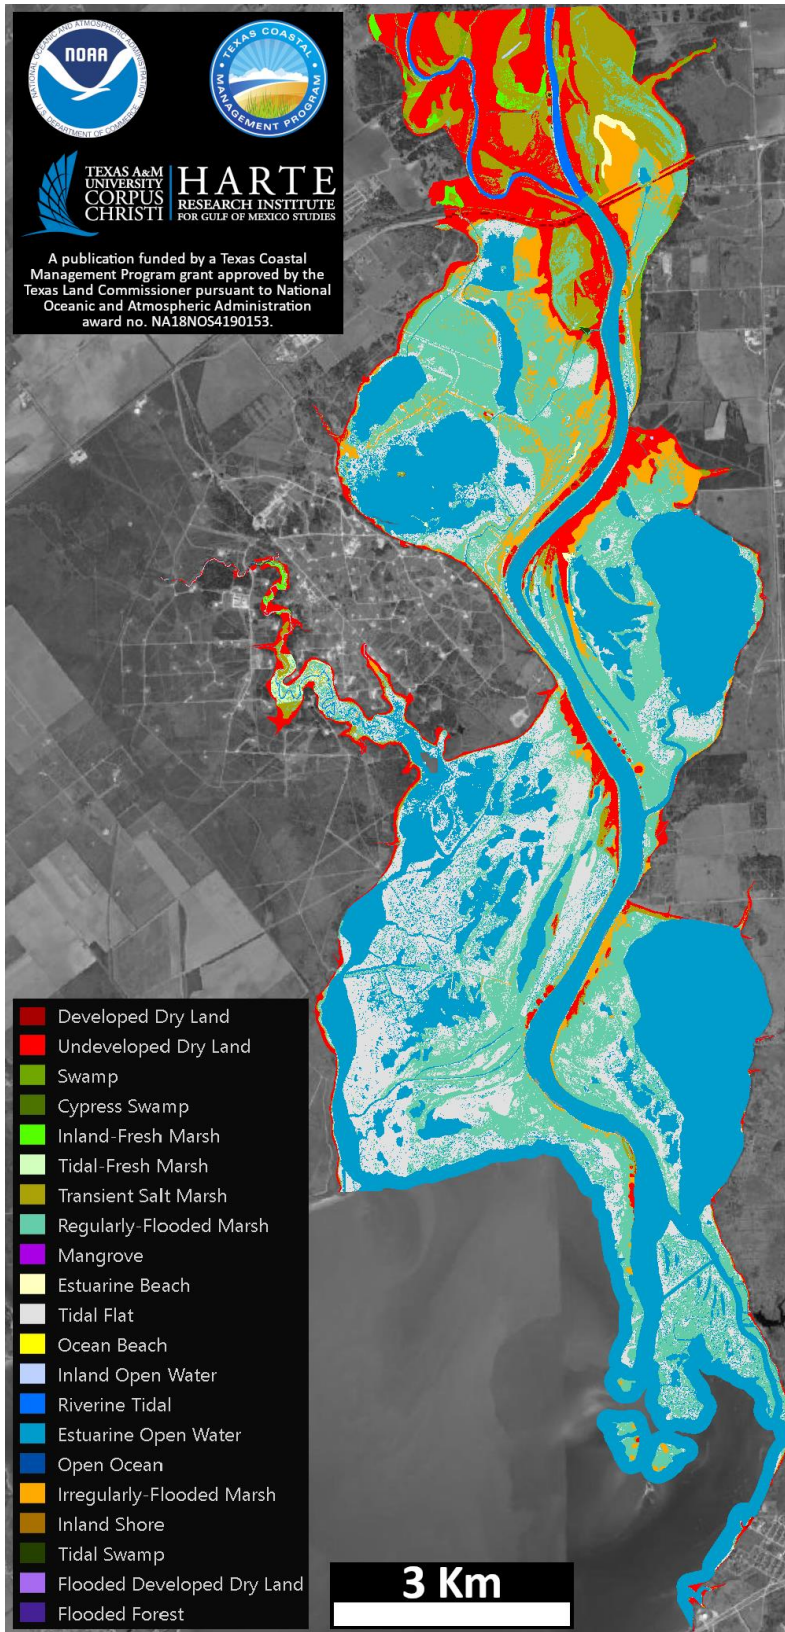 NATIONAL OCEANIC AND ATMOSPHERIC ADMINISTRATION
NOAA
U.S. DEPARTMENT OF COMMERCE
TEXAS COASTAL
MANAGEMENT PROGRAM
TEXAS A&M
UNIVERSITY
CORPUS
CHRISTI
HARTE
RESEARCH INSTITUTE
FOR GULF OF MEXICO STUDIES
A publication funded by a Texas Coastal
Management Program grant approved by the
Texas Land Commissioner pursuant to National
Oceanic and Atmospheric Administration
award no. NA18NOS4190153.
Developed Dry Land
Undeveloped Dry Land
Swamp
Cypress Swamp
Inland-Fresh Marsh
Tidal-Fresh Marsh
Transient Salt Marsh
Regularly-Flooded Marsh
Mangrove
Estuarine Beach
Tidal Flat
Ocean Beach
Inland Open Water
Riverine Tidal
Estuarine Open Water
Open Ocean
Irregularly-Flooded Marsh
Inland Shore
Tidal Swamp
Flooded Developed Dry Land
Flooded Forest
3 Km